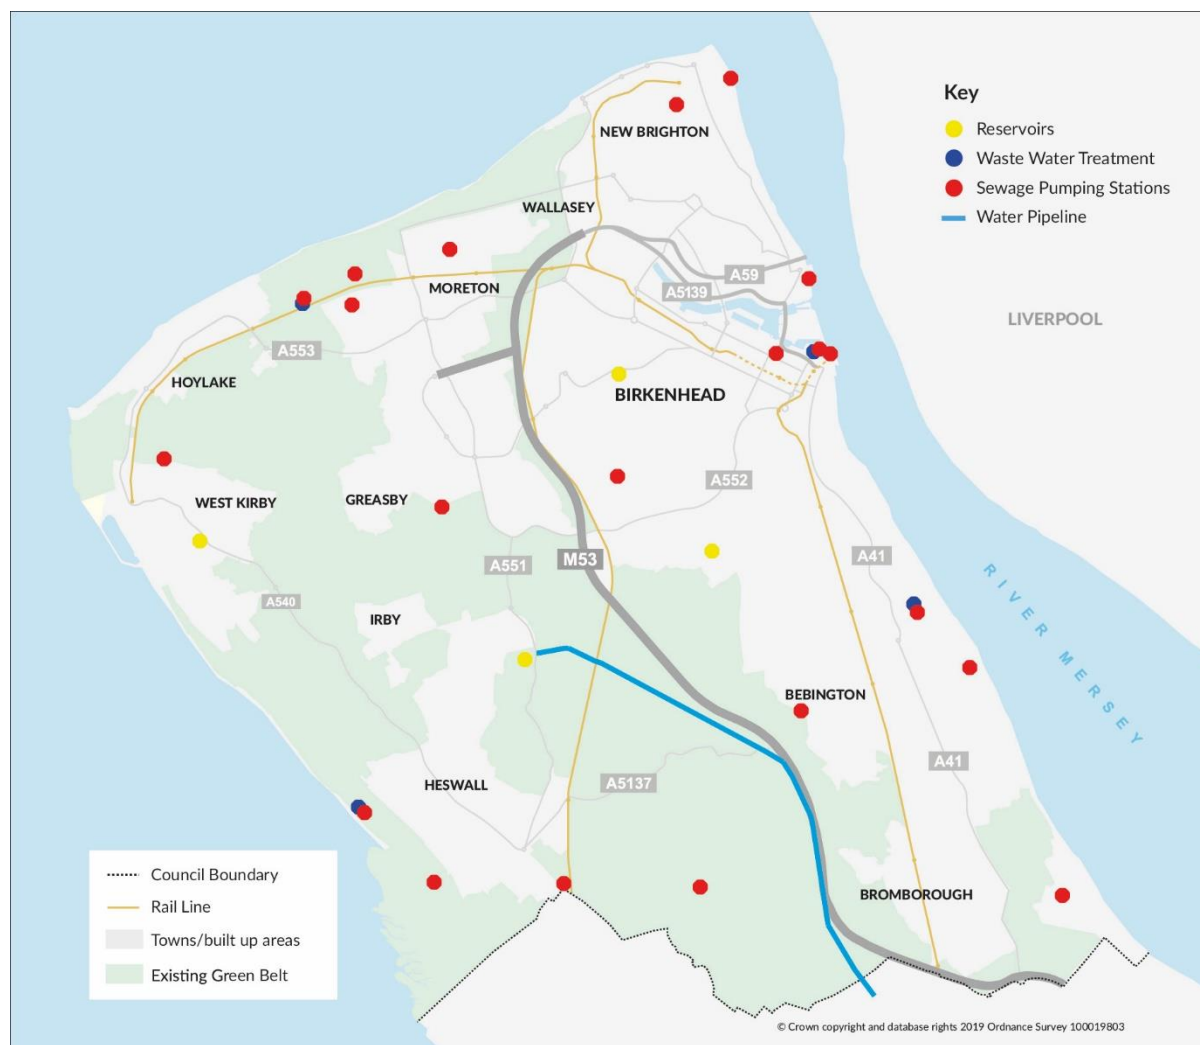 Key
Reservoirs
Waste Water Treatment
Sewage Pumping Stations
Water Pipeline
NEW BRIGHTON
WALLASEY
A59
MORETON
A5139
LIVERPOOL
A553
HOYLAKE
BIRKENHEAD
A552
WEST KIRBY
GREASBY
A41
A551
M53
A540
IRBY
RIVER MERSEY
BEBINGTON
A41
HESWALL
A5137
BROMBOROUGH
Council Boundary
Rail Line
Towns/built up areas
Existing Green Belt
© Crown copyright and database rights 2019 Ordnance Survey 100019803